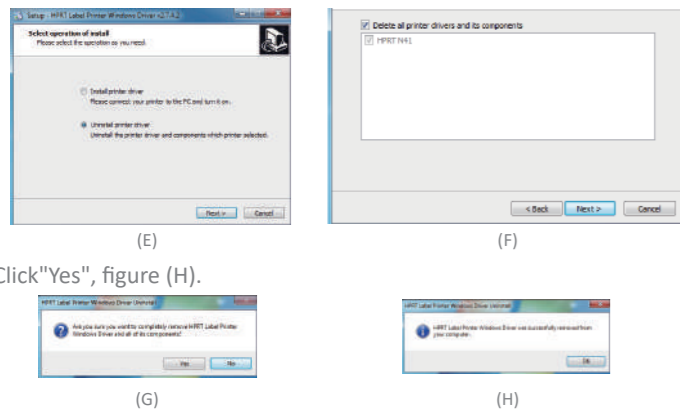 Setup - HPRT Label Printer Windows Driver v2.7.4.2
Select operation of install
Please select the operation as you need.
Install printer driver
Please connect your printer to the PC and turn it on.
Uninstall printer driver
Uninstall the printer driver and components which printer selected.
Next >
Cancel
Delete all printer drivers and its components
HPRT N41
< Back
Next >
Cancel
(E)
(F)
Click"Yes", figure (H).
HPRT Label Printer Windows Driver Uninstall
Are you sure you want to completely remove HPRT Label Printer
Windows Driver and all of its components?
Yes
No
HPRT Label Printer Windows Driver Uninstall
HPRT Label Printer Windows Driver was successfully removed from
your computer.
OK
(G)
(H)